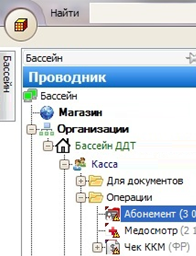 Найти
Бассейн
Бассейн
Проводник
Бассейн
Магазин
Организации
Бассейн ДДТ
Касса
Для документов
Операции
Абонемент (3 0
Медосмотр (2 1
Чек ККМ (ФР)